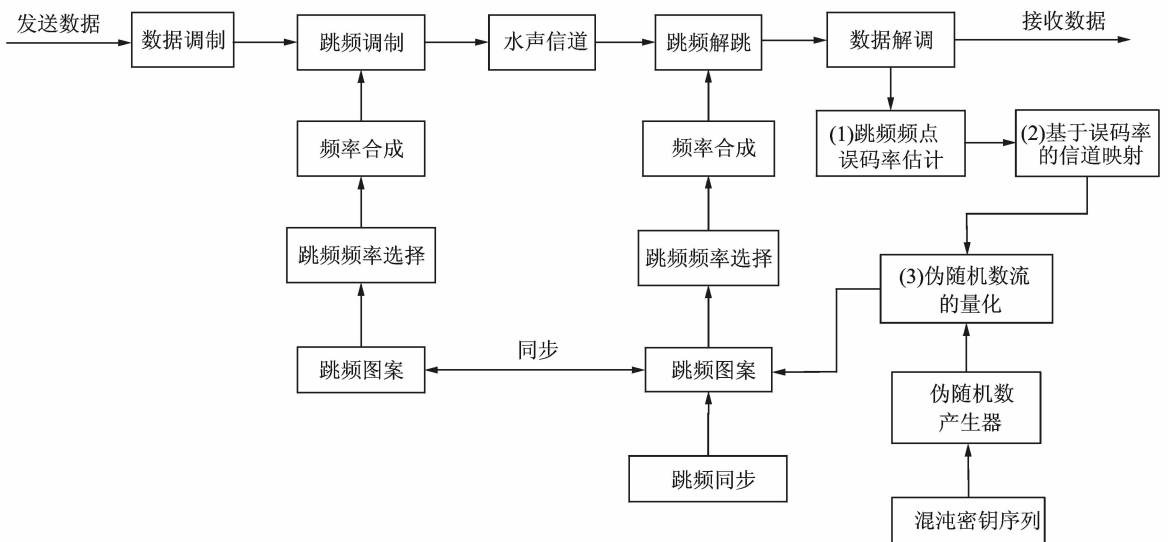 发送数据
数据调制
跳频调制
水声信道
跳频解跳
数据解调
接收数据
频率合成
频率合成
(1)跳频频点
误码率估计
(2)基于误码率
的信道映射
跳频频率选择
跳频频率选择
(3)伪随机数流
的量化
跳频图案
同步
跳频图案
伪随机数
产生器
跳频同步
混沌密钥序列